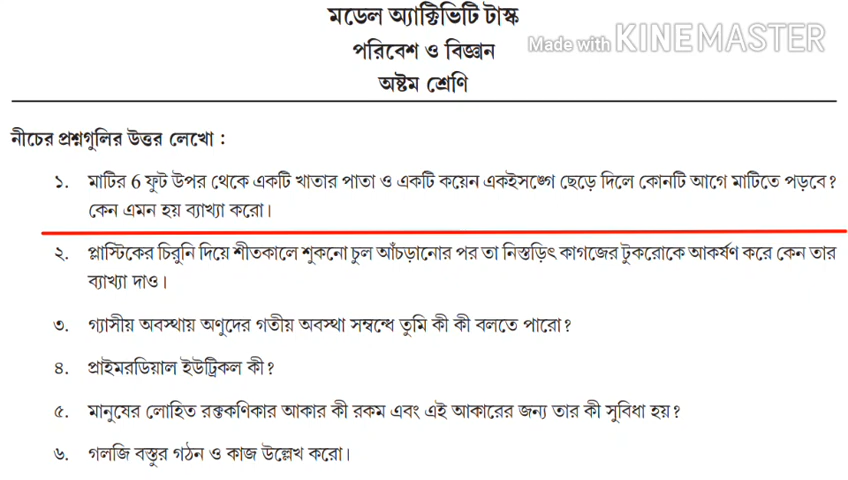 মডেল অ্যাক্টিভিটি টাস্ক
Made with KINEMASTER
পরিবেশ ও বিজ্ঞান
অষ্টম শ্রেণি
নীচের প্রশ্নগুলির উত্তর লেখো :
১. মাটির 6 ফুট উপর থেকে একটি খাতার পাতা ও একটি কয়েন একইসঙ্গে ছেড়ে দিলে কোনটি আগে মাটিতে পড়বে?
কেন এমন হয় ব্যাখ্যা করো।
২. প্লাস্টিকের চিরুনি দিয়ে শীতকালে শুকনো চুল আঁচড়ানোর পর তা নিস্তড়িৎ কাগজের টুকরোকে আকর্ষণ করে কেন তার
ব্যাখ্যা দাও।
৩. গ্যাসীয় অবস্থায় অণুদের গতীয় অবস্থা সম্বন্ধে তুমি কী কী বলতে পারো?
৪. প্রাইমরডিয়াল ইউট্রিকল কী?
৫. মানুষের লোহিত রক্তকণিকার আকার কী রকম এবং এই আকারের জন্য তার কী সুবিধা হয়?
৬. গলজি বস্তুর গঠন ও কাজ উল্লেখ করো।